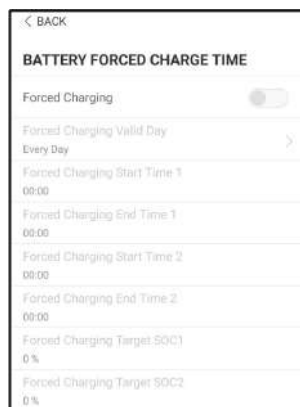 < BACK
BATTERY FORCED CHARGE TIME
Forced Charging
Forced Charging Valid Day
Every Day
Forced Charging Start Time 1
00:00
Forced Charging End Time 1
00:00
Forced Charging Start Time 2
00:00
Forced Charging End Time 2
00:00
Forced Charging Target SOC1
0 %
Forced Charging Target SOC2
0 %